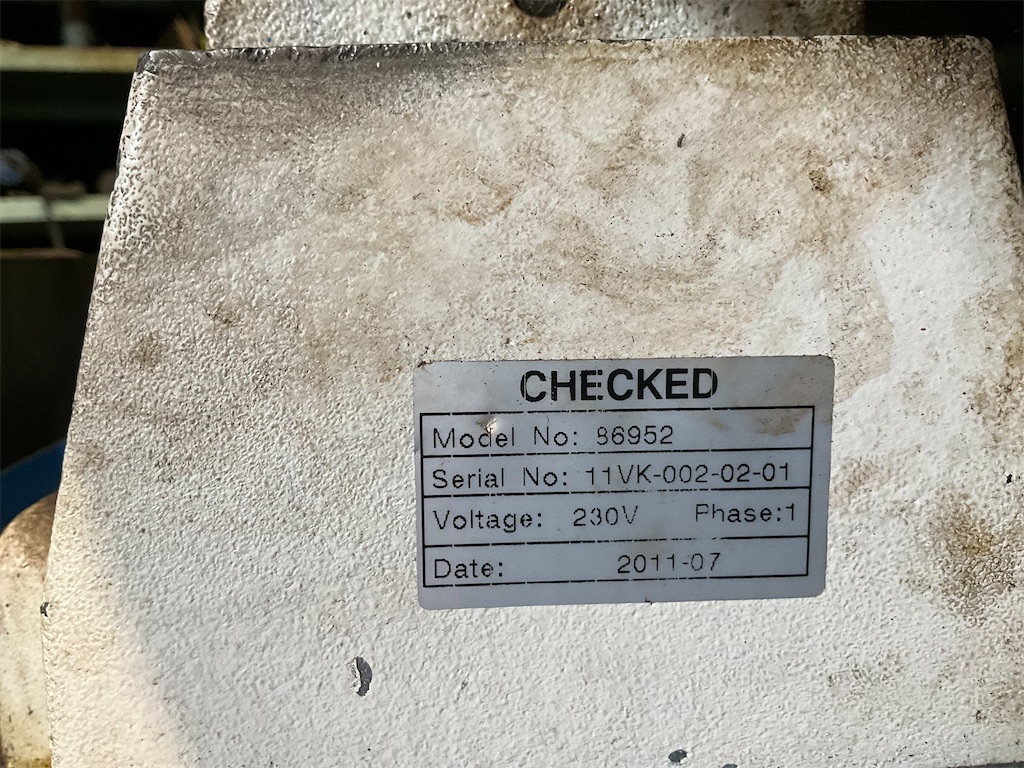 CHECKED
Model No: 86952
Serial No: 11VK-002-02-01
Voltage: 230V Phase:1
Date: 2011-07